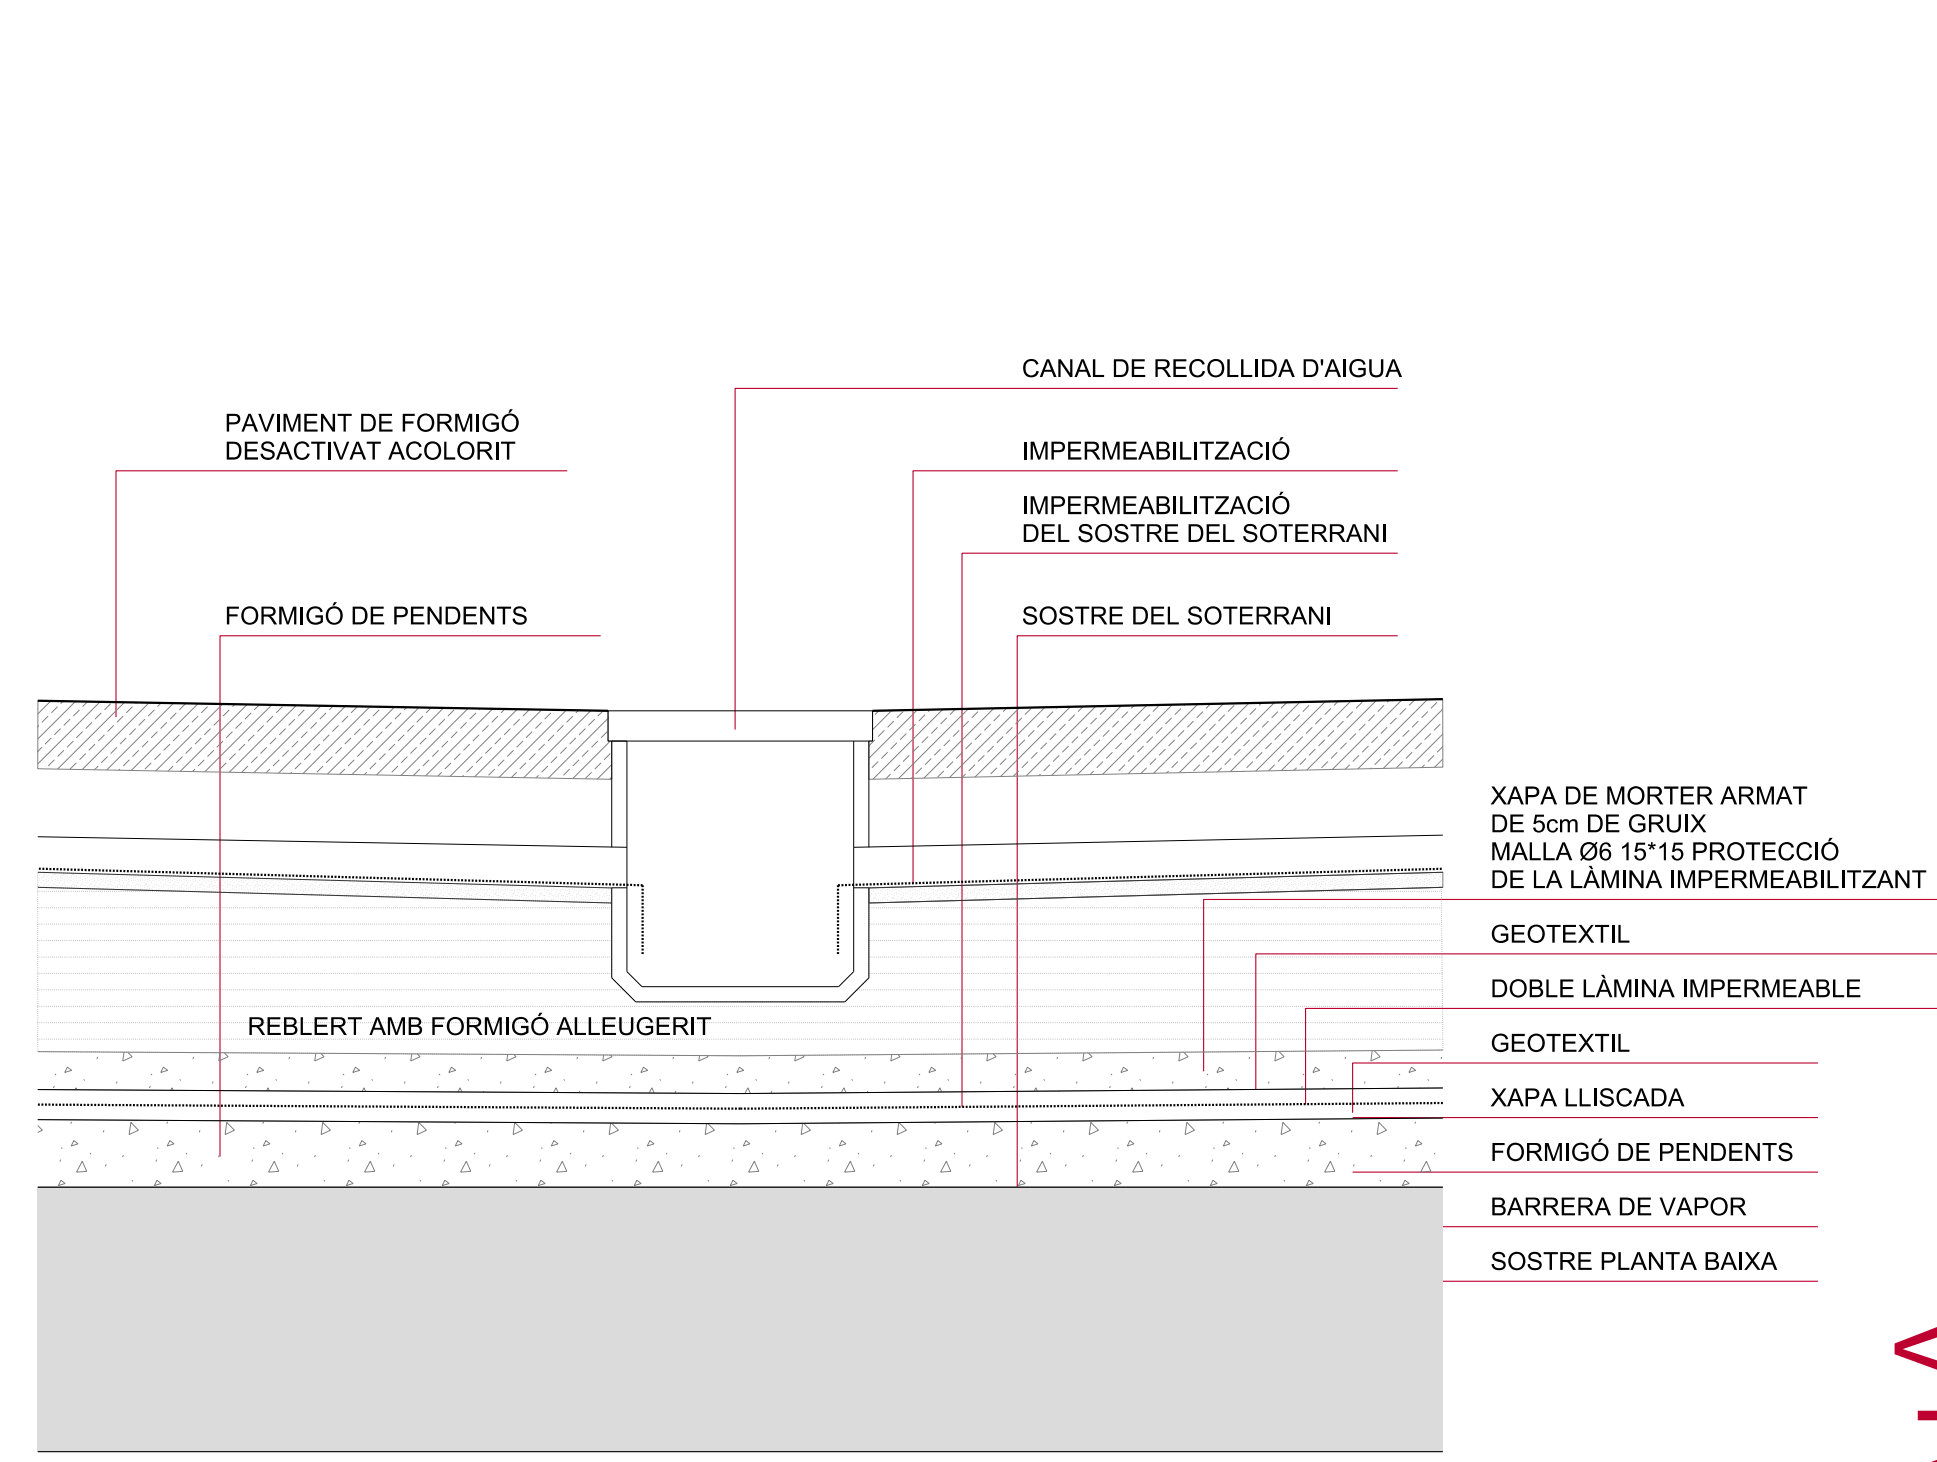 CANAL DE RECOLLIDA D'AIGUA
PAVIMENT DE FORMIGÓ
DESACTIVAT ACOLORIT
IMPERMEABILITZACIÓ
IMPERMEABILITZACIÓ
DEL SOSTRE DEL SOTERRANI
FORMIGÓ DE PENDENTS
SOSTRE DEL SOTERRANI
XAPA DE MORTER ARMAT
DE 5cm DE GRUIX
MALLA Ø6 15*15 PROTECCIÓ
DE LA LÀMINA IMPERMEABILITZANT
GEOTEXTIL
DOBLE LÀMINA IMPERMEABLE
REBLERT AMB FORMIGÓ ALLEUGERIT
GEOTEXTIL
XAPA LLISCADA
FORMIGÓ DE PENDENTS
BARRERA DE VAPOR
SOSTRE PLANTA BAIXA